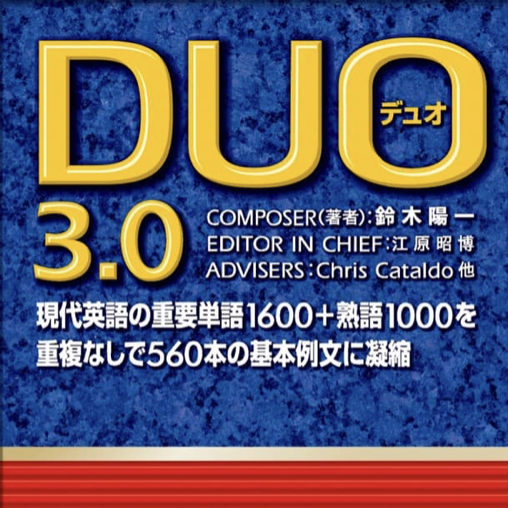 DUO
デュオ
3.0
COMPOSER(著者):鈴木陽一
EDITOR IN CHIEF:江原昭博
ADVISERS:Chris Cataldo 他
現代英語の重要単語1600+熟語1000を
重複なしで560本の基本例文に凝縮